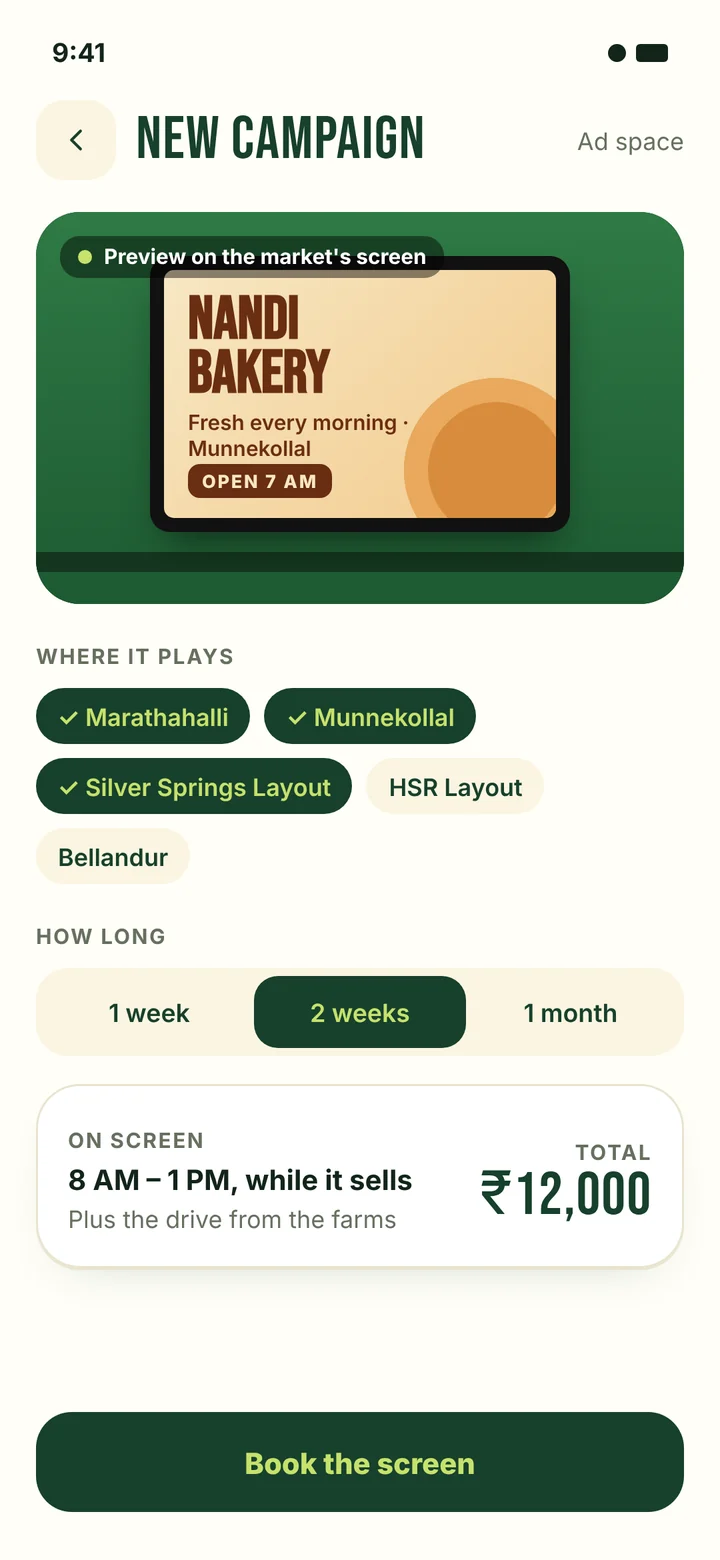 9:41
NEW CAMPAIGN
Ad space
Preview on the market's screen
NANDI
BAKERY
Fresh every morning ·
Munnekollal
OPEN 7 AM
WHERE IT PLAYS
✓ Marathahalli
✓ Munnekollal
✓ Silver Springs Layout
HSR Layout
Bellandur
HOW LONG
1 week
2 weeks
1 month
ON SCREEN
8 AM – 1 PM, while it sells
Plus the drive from the farms
TOTAL
₹12,000
Book the screen